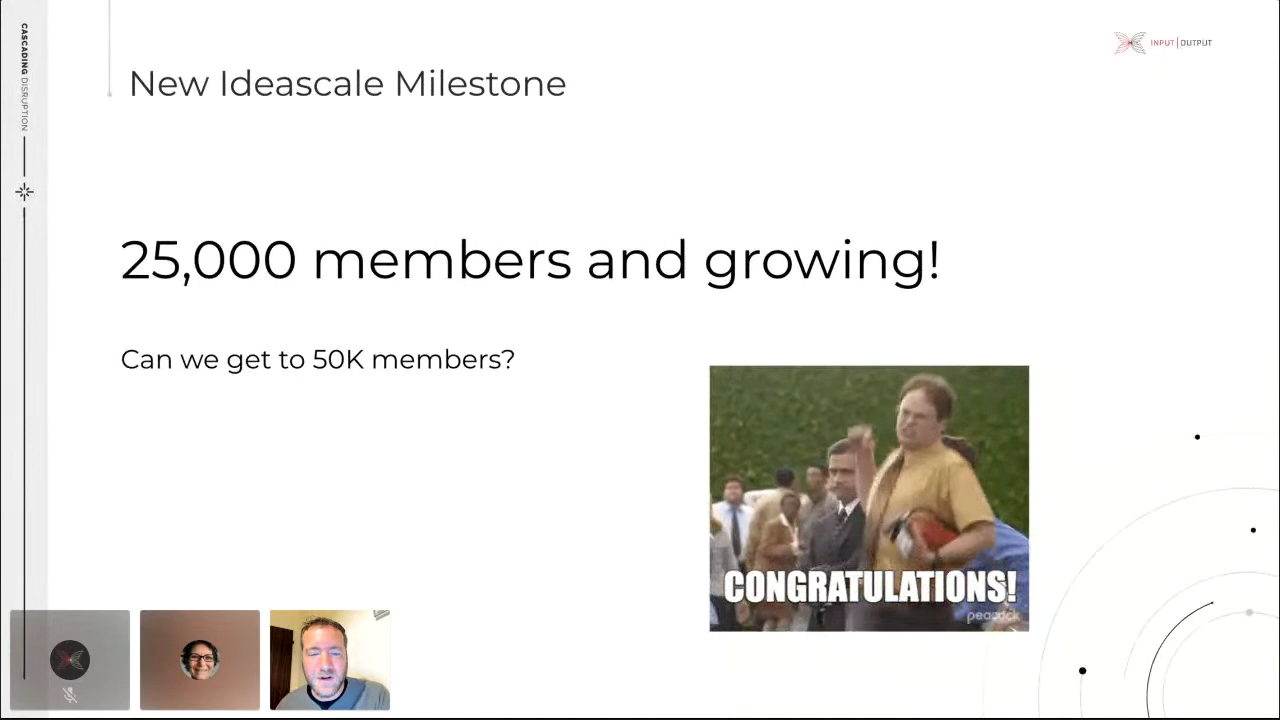 CASCADING DISRUPTION
INPUT | OUTPUT
New Ideascale Milestone
25,000 members and growing!
Can we get to 50K members?
CONGRATULATIONS!
peacock